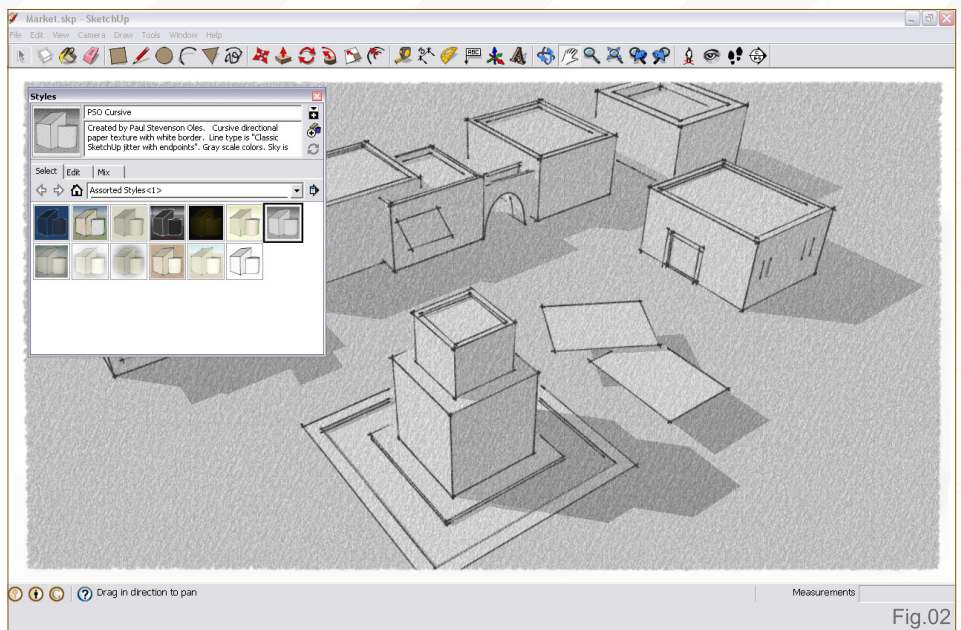 Market.skp - SketchUp
File Edit View Camera Draw Tools Window Help
ABC
Styles
PSO Cursive
Created by Paul Stevenson Oles. Cursive directional
paper texture with white border. Line type is "Classic
SketchUp jitter with endpoints". Gray scale colors. Sky is
Select Edit Mix
Assorted Styles<1>
Drag in direction to pan
Measurements
Fig.02